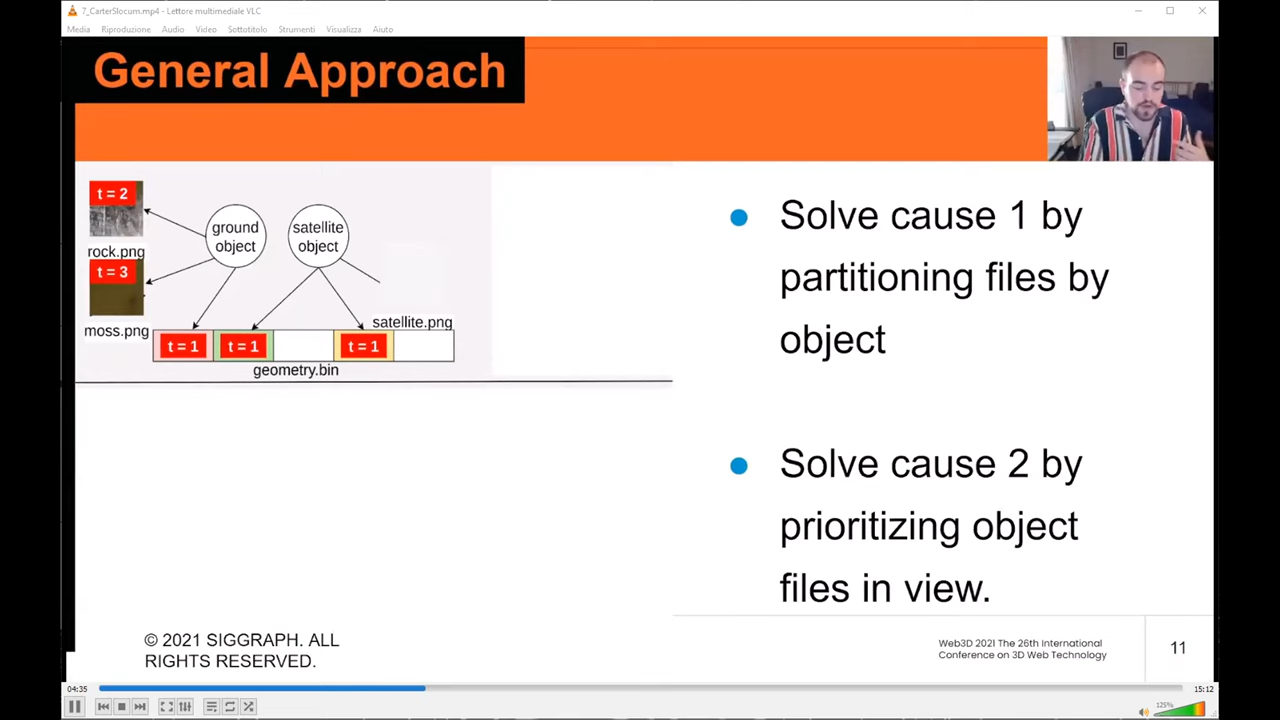 7_CarterSlocum.mp4 - Lettore multimediale VLC
Media Riproduzione Audio Video Sottotitolo Strumenti Visualizza Aiuto
General Approach
t = 2
rock.png
t = 3
moss.png
ground
object
satellite
object
satellite.png
t = 1 t = 1 t = 1
geometry.bin
Solve cause 1 by
partitioning files by
object
Solve cause 2 by
prioritizing object
files in view.
© 2021 SIGGRAPH. ALL
RIGHTS RESERVED.
Web3D 2021 The 26th International
Conference on 3D Web Technology
11
04:35
15:12
125%